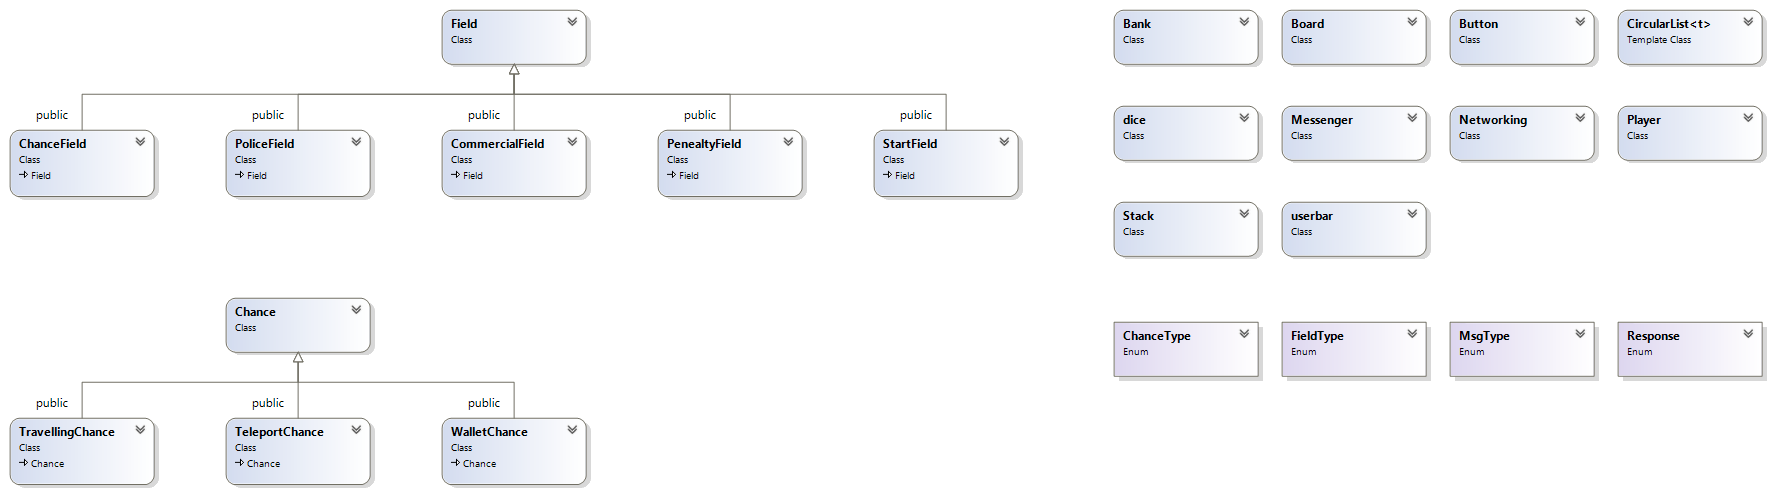 Field
Class
public
public
public
public
public
ChanceField
Class
Field
PoliceField
Class
Field
CommercialField
Class
Field
PenealtyField
Class
Field
StartField
Class
Field
Chance
Class
public
public
public
TravellingChance
Class
Chance
TeleportChance
Class
Chance
WalletChance
Class
Chance
Bank
Class
Board
Class
Button
Class
CircularList<t>
Template Class
dice
Class
Messenger
Class
Networking
Class
Player
Class
Stack
Class
userbar
Class
ChanceType
Enum
FieldType
Enum
MsgType
Enum
Response
Enum